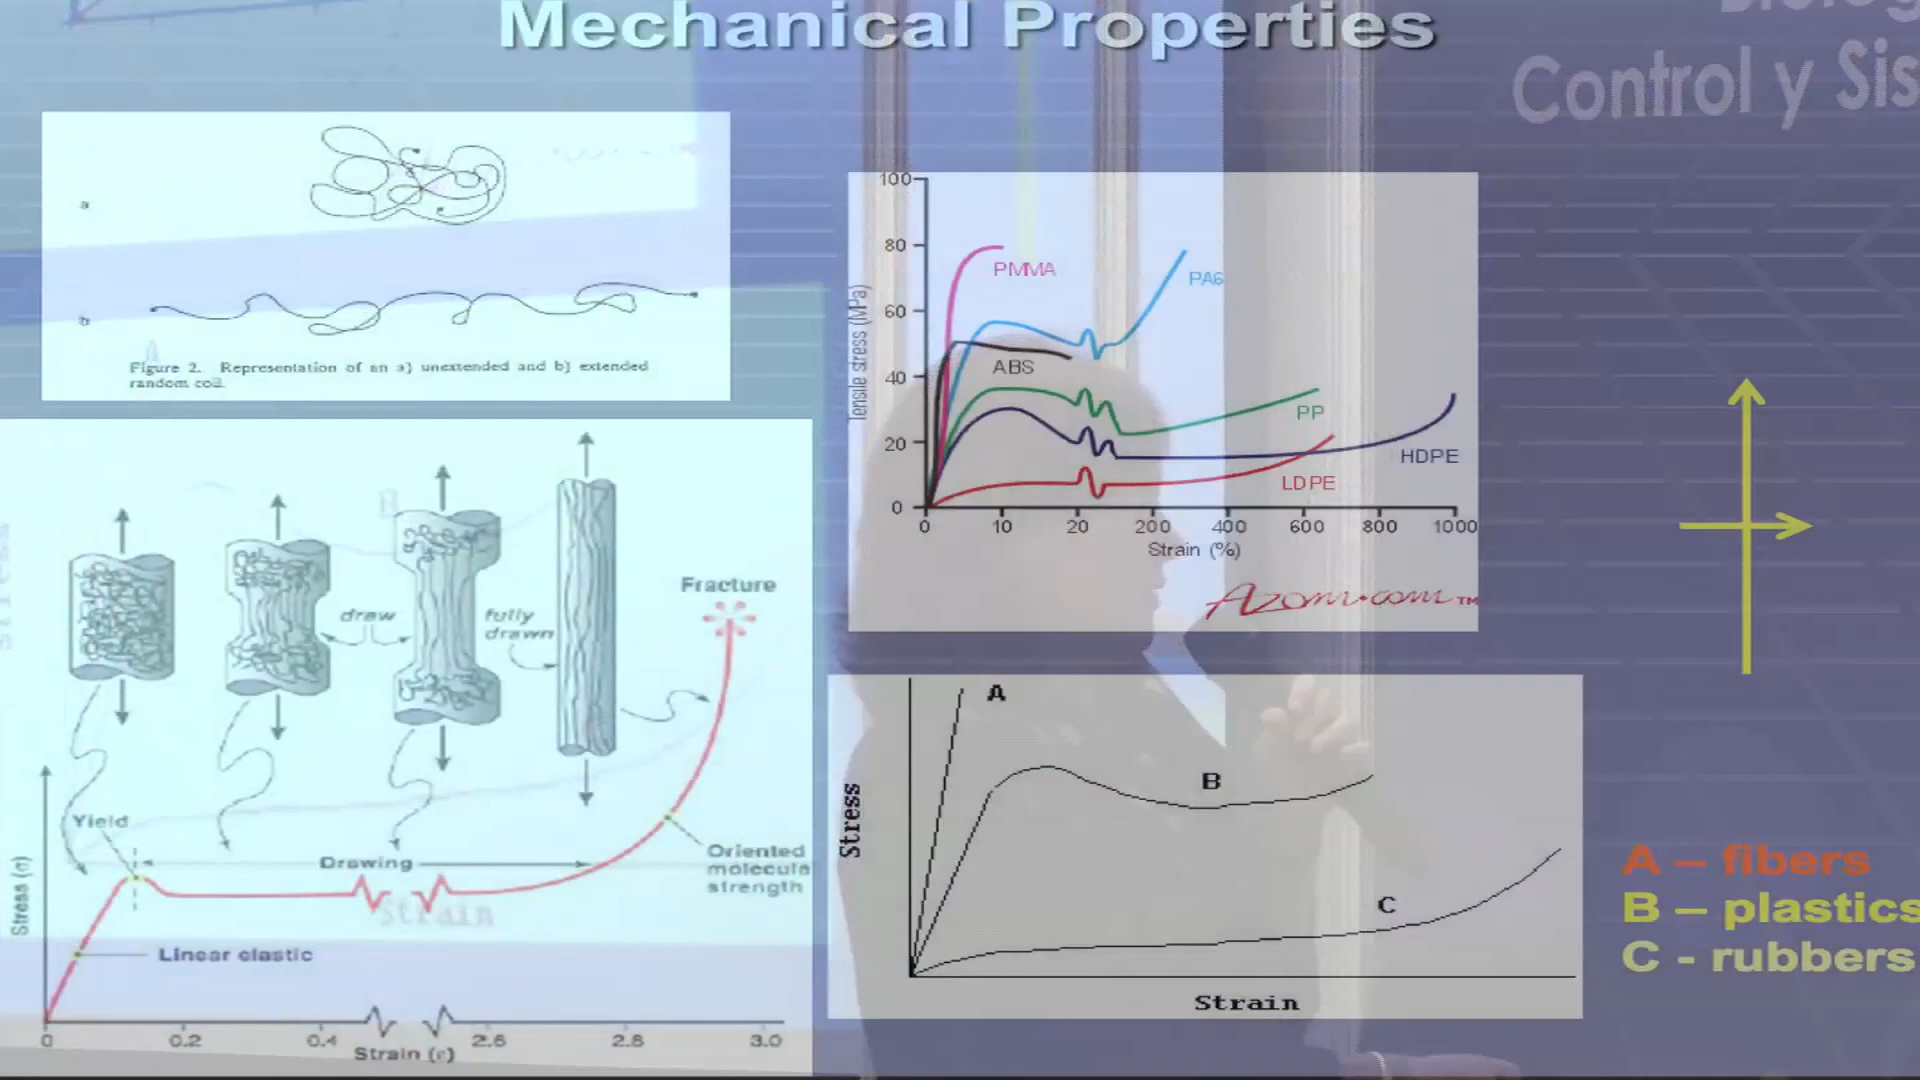 Mechanical Properties
Control y Sis
a
b
Figure 2. Representation of an a) unextended and b) extended
random coil.
100
80
60
40
20
0
Tensile stress (MPa)
PMMA
PA6
ABS
PP
HDPE
LDPE
0 10 20 200 400 600 800 1000
Strain (%)
Azom.com™
Fracture
draw
fully
drawn
Yield
Drawing
Oriented
molecula
strength
Linear elastic
Stress (σ)
0 0.2 0.4 2.6 2.8 3.0
Strain (ε)
Strain
Stress
A
B
C
Strain
A – fibers
B – plastics
C - rubbers